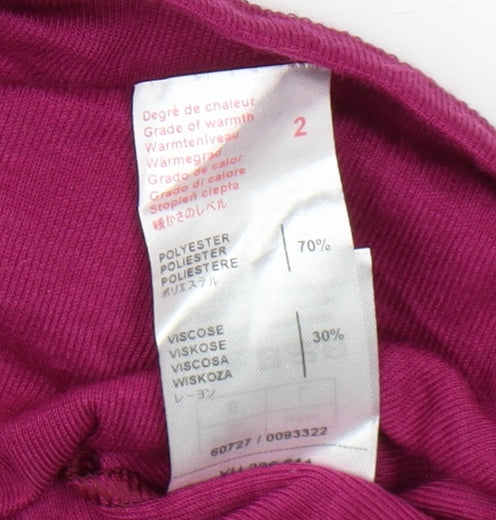 Degré de chaleur
Grade of warmth
Warmteniveau
Wärmegrad
Grado de calor
Grado di calore
Stopień ciepła
暖かさのレベル
2
POLYESTER
POLIESTER
POLIESTERE
ポリエステル
70%
VISCOSE
VISKOSE
VISCOSA
WISKOZA
レーヨン
30%
60727 / 0093322